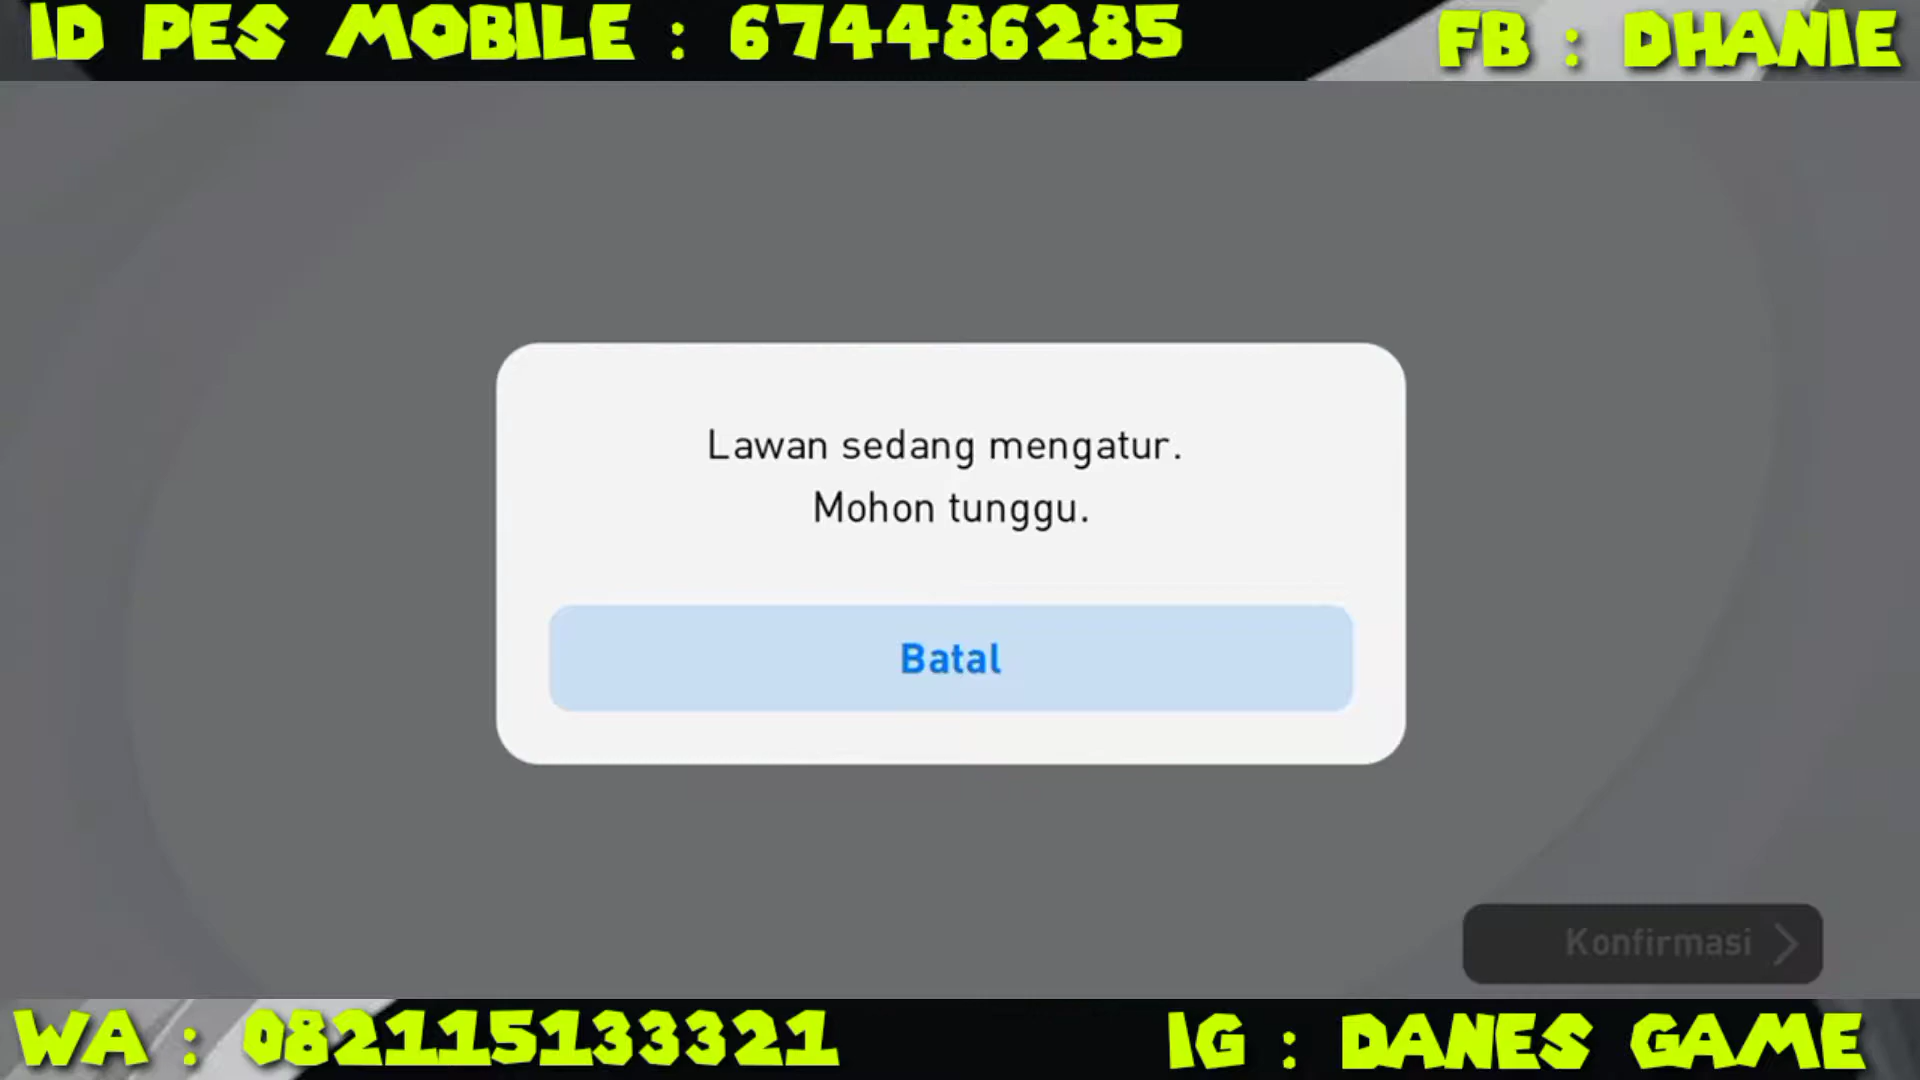 ID PES MOBILE : 674486285
FB : DHANIE
Lawan sedang mengatur.
Mohon tunggu.
Batal
Konfirmasi
WA : 082115133321
IG : DANES GAME